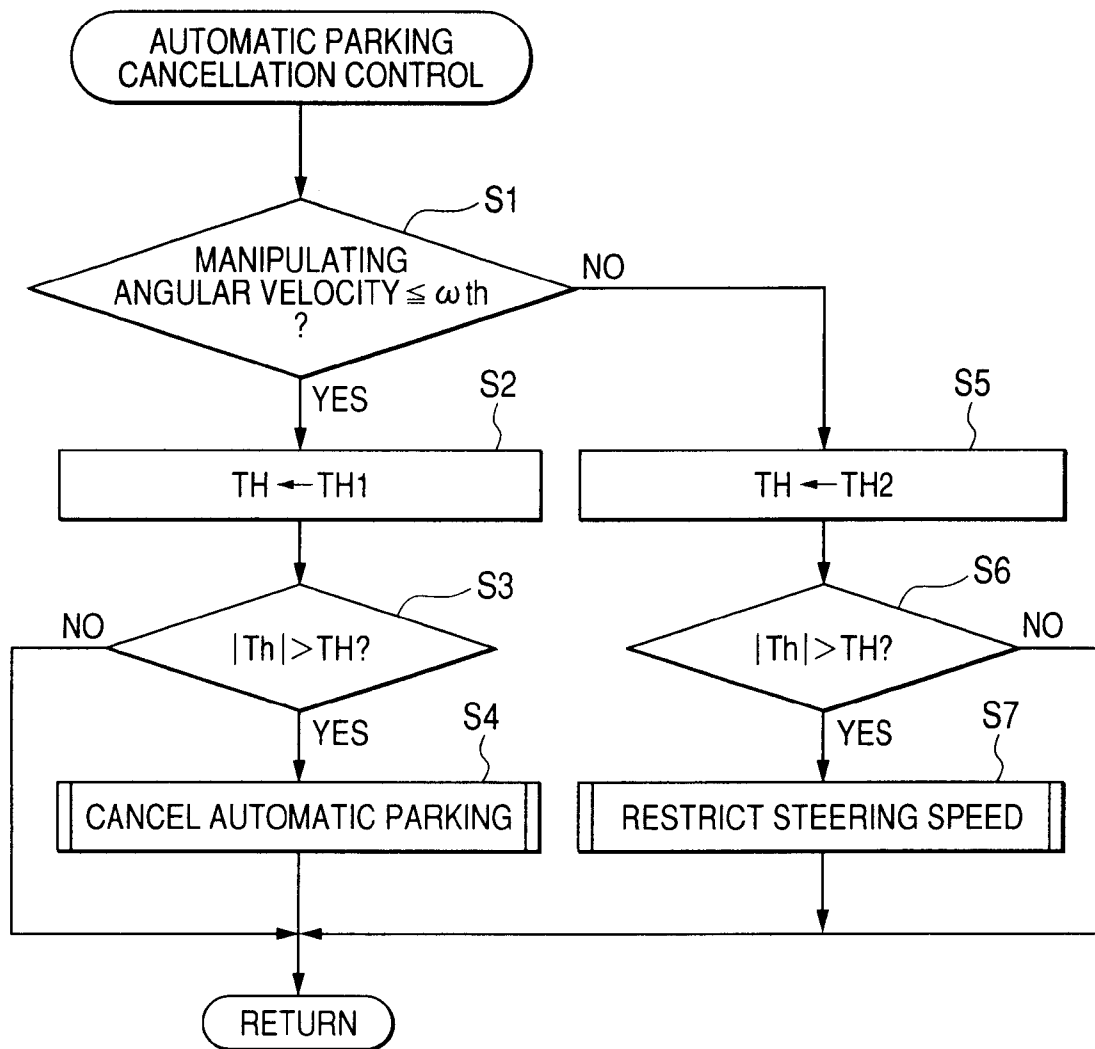 AUTOMATIC PARKING
CANCELLATION CONTROL
S1
MANIPULATING
ANGULAR VELOCITY ≦ ωth
?
NO
YES
S2
TH ← TH1
S5
TH ← TH2
S3
NO
|Th| > TH?
YES
S6
|Th| > TH?
NO
YES
S4
CANCEL AUTOMATIC PARKING
S7
RESTRICT STEERING SPEED
RETURN